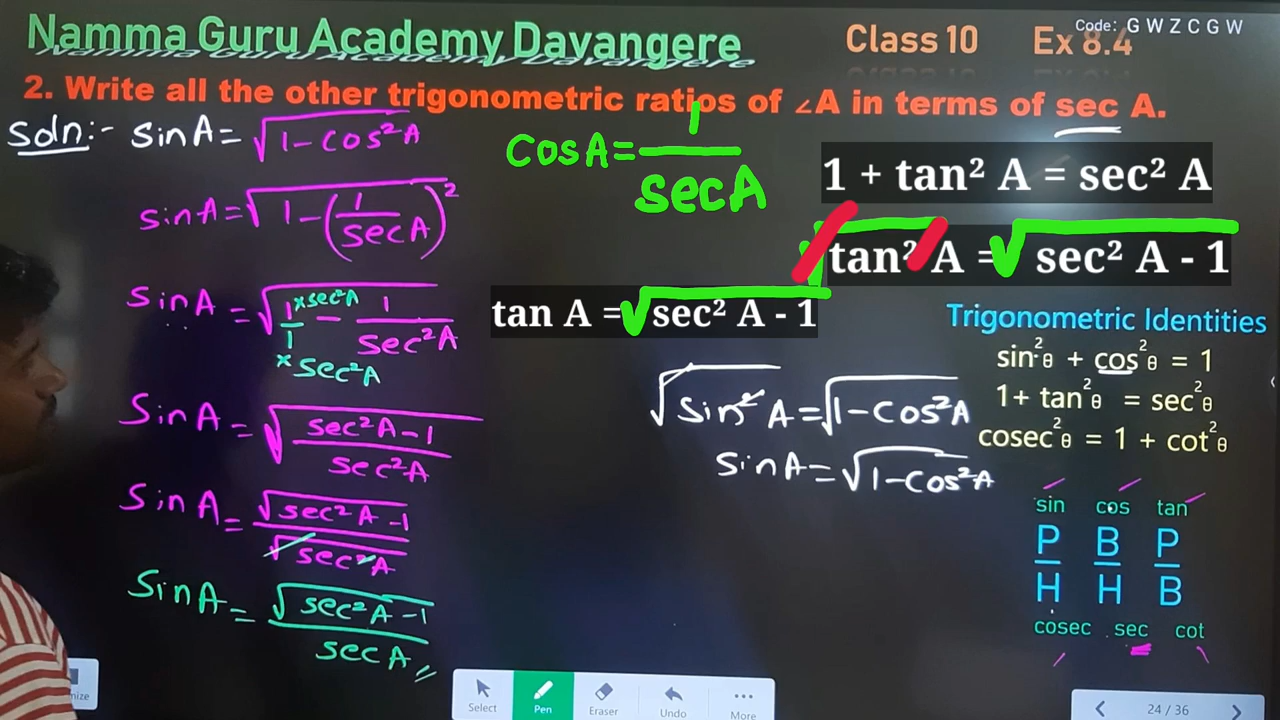 Namma Guru Academy Davangere
Class 10 Ex 8.4
Code: G W Z C G W
2. Write all the other trigonometric ratios of ∠A in terms of sec A.
Soln:- sinA = √(1 - cos²A)
sinA = √(1 - (1/secA)²)
sinA = √(1/1 × sec²A/× sec²A - 1/sec²A)
sinA = √((sec²A - 1)/sec²A)
sinA = √(sec²A - 1)/√(sec²A)
sinA = √(sec²A - 1)/secA
cosA = 1/secA
1 + tan² A = sec² A
√tan² A = √sec² A - 1
tan A = √sec² A - 1
√sin²A = √1 - cos²A
sinA = √1 - cos²A
Trigonometric Identities
sin²θ + cos²θ = 1
1 + tan²θ = sec²θ
cosec²θ = 1 + cot²θ
sin cos tan
P B P
H H B
cosec sec cot
Select Pen Eraser Undo More
24 / 36